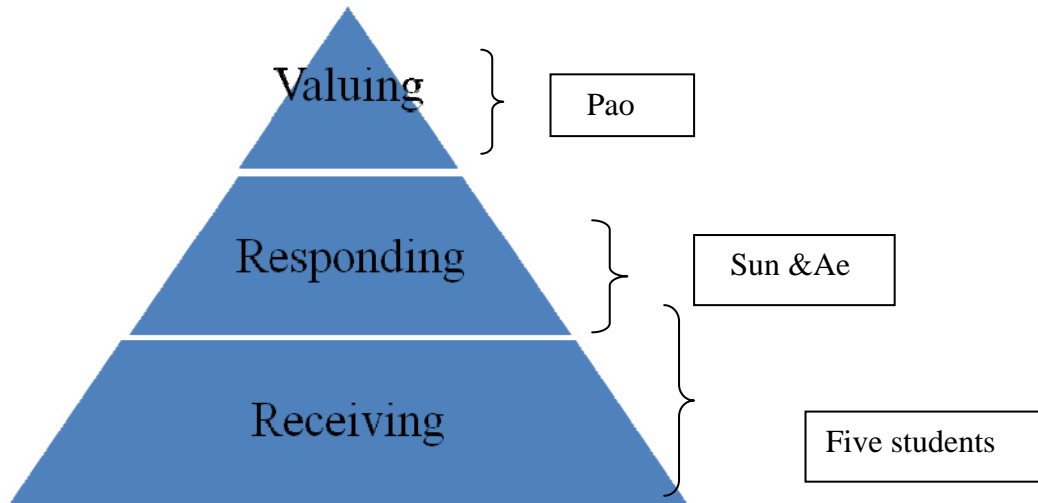 Valuing
Pao
Responding
Sun &Ae
Receiving
Five students